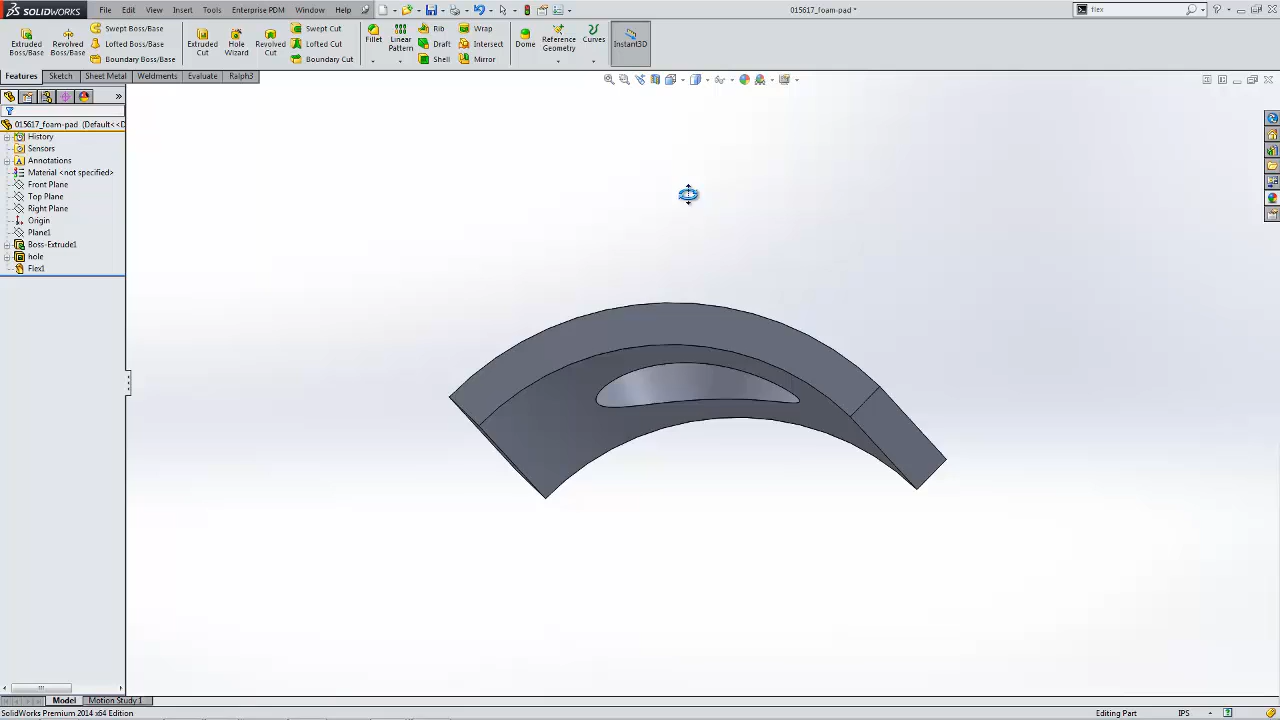 SOLIDWORKS File Edit View Insert Tools Enterprise PDM Window Help 015617_foam-pad * flex
Extruded Boss/Base
Revolved Boss/Base
Swept Boss/Base
Lofted Boss/Base
Boundary Boss/Base
Extruded Cut
Hole Wizard
Revolved Cut
Swept Cut
Lofted Cut
Boundary Cut
Fillet
Linear Pattern
Rib
Draft
Shell
Wrap
Intersect
Mirror
Dome
Reference Geometry
Curves
Instant3D
Features Sketch Sheet Metal Weldments Evaluate Ralph3
015617_foam-pad (Default<<D
History
Sensors
Annotations
Material <not specified>
Front Plane
Top Plane
Right Plane
Origin
Plane1
Boss-Extrude1
hole
Flex1
Model Motion Study 1
SolidWorks Premium 2014 x64 Edition Editing Part IPS